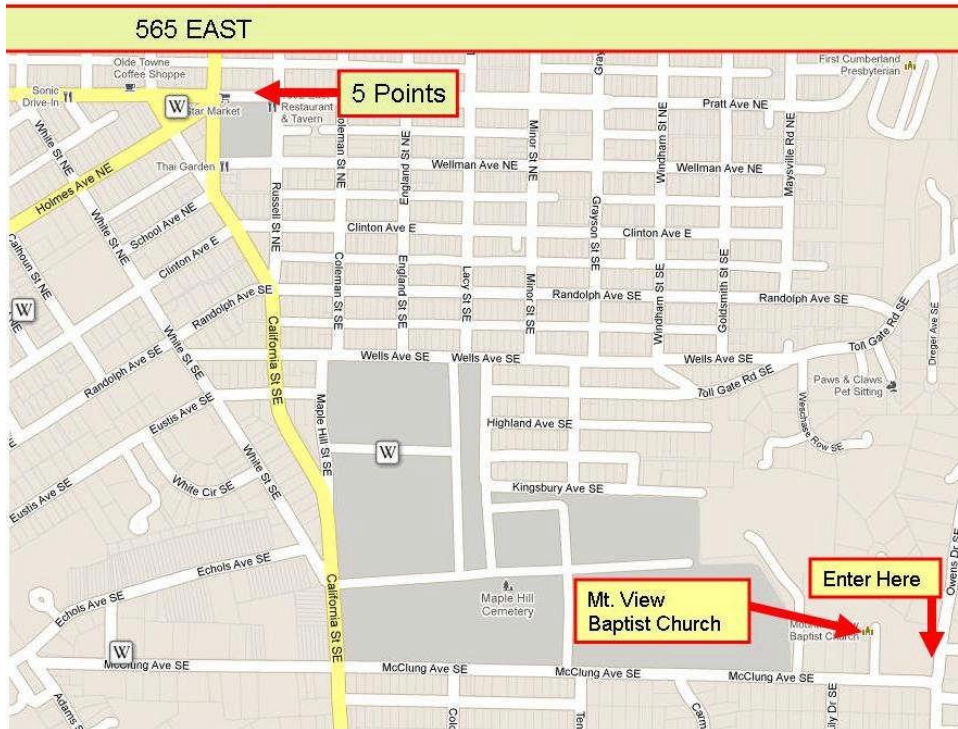 565 EAST
Olde Towne
Coffee Shoppe
First Cumberland
Presbyterian
Sonic
Drive-In
5 Points
W
Star Market
Restaurant
& Tavern
Pratt Ave NE
White St NE
Coleman St NE
England St NE
Minor St NE
Windham St NE
Maysville Rd NE
Thai Garden
Wellman Ave NE
Wellman Ave NE
Holmes Ave NE
Russell St NE
White St NE
School Ave NE
Calhoun St NE
Clinton Ave E
Clinton Ave E
Clinton Ave E
Grayson St NE
Coleman St SE
England St SE
Lacy St SE
Minor St SE
Windham St SE
Goldsmith St SE
W
Randolph Ave SE
Randolph Ave SE
Randolph Ave SE
California St SE
White St SE
Randolph Ave SE
Wells Ave SE
Wells Ave SE
Wells Ave SE
Toll Gate Rd SE
Toll Gate Rd SE
Dreger Ave SE
Paws & Claws
Pet Sitting
Maple Hill St SE
Eustis Ave SE
Highland Ave SE
Weschase Row SE
W
White St SE
White Cir SE
Kingsbury Ave SE
Eustis Ave SE
Owens Dr SE
Echols Ave SE
Echols Ave SE
California St SE
Maple Hill
Cemetery
Mt. View
Baptist Church
Enter Here
Baptist Church
W
McClung Ave SE
McClung Ave SE
McClung Ave SE
McClung Ave SE
Adams St